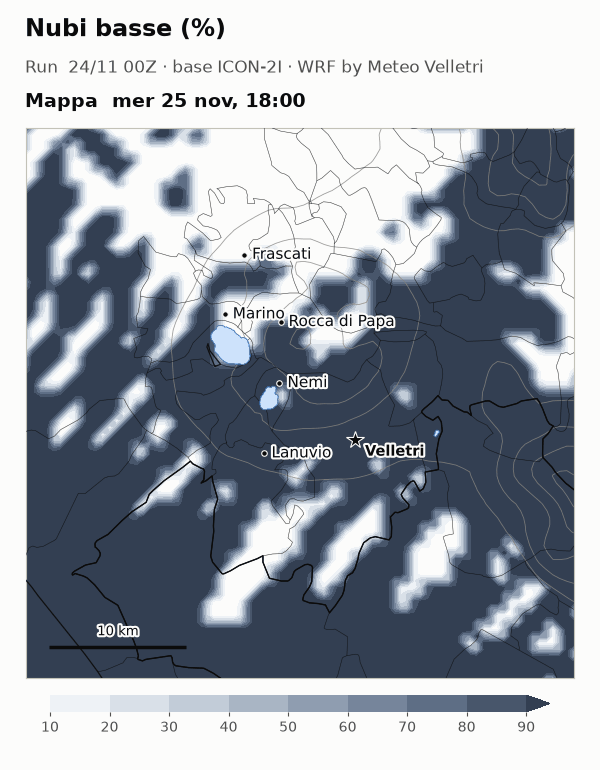 Nubi basse (%)
Run  24/11 00Z · base ICON-2I · WRF by Meteo Velletri
Mappa  mer 25 nov, 18:00
Frascati
Marino
Rocca di Papa
Nemi
Velletri
Lanuvio
10 km
10 20 30 40 50 60 70 80 90